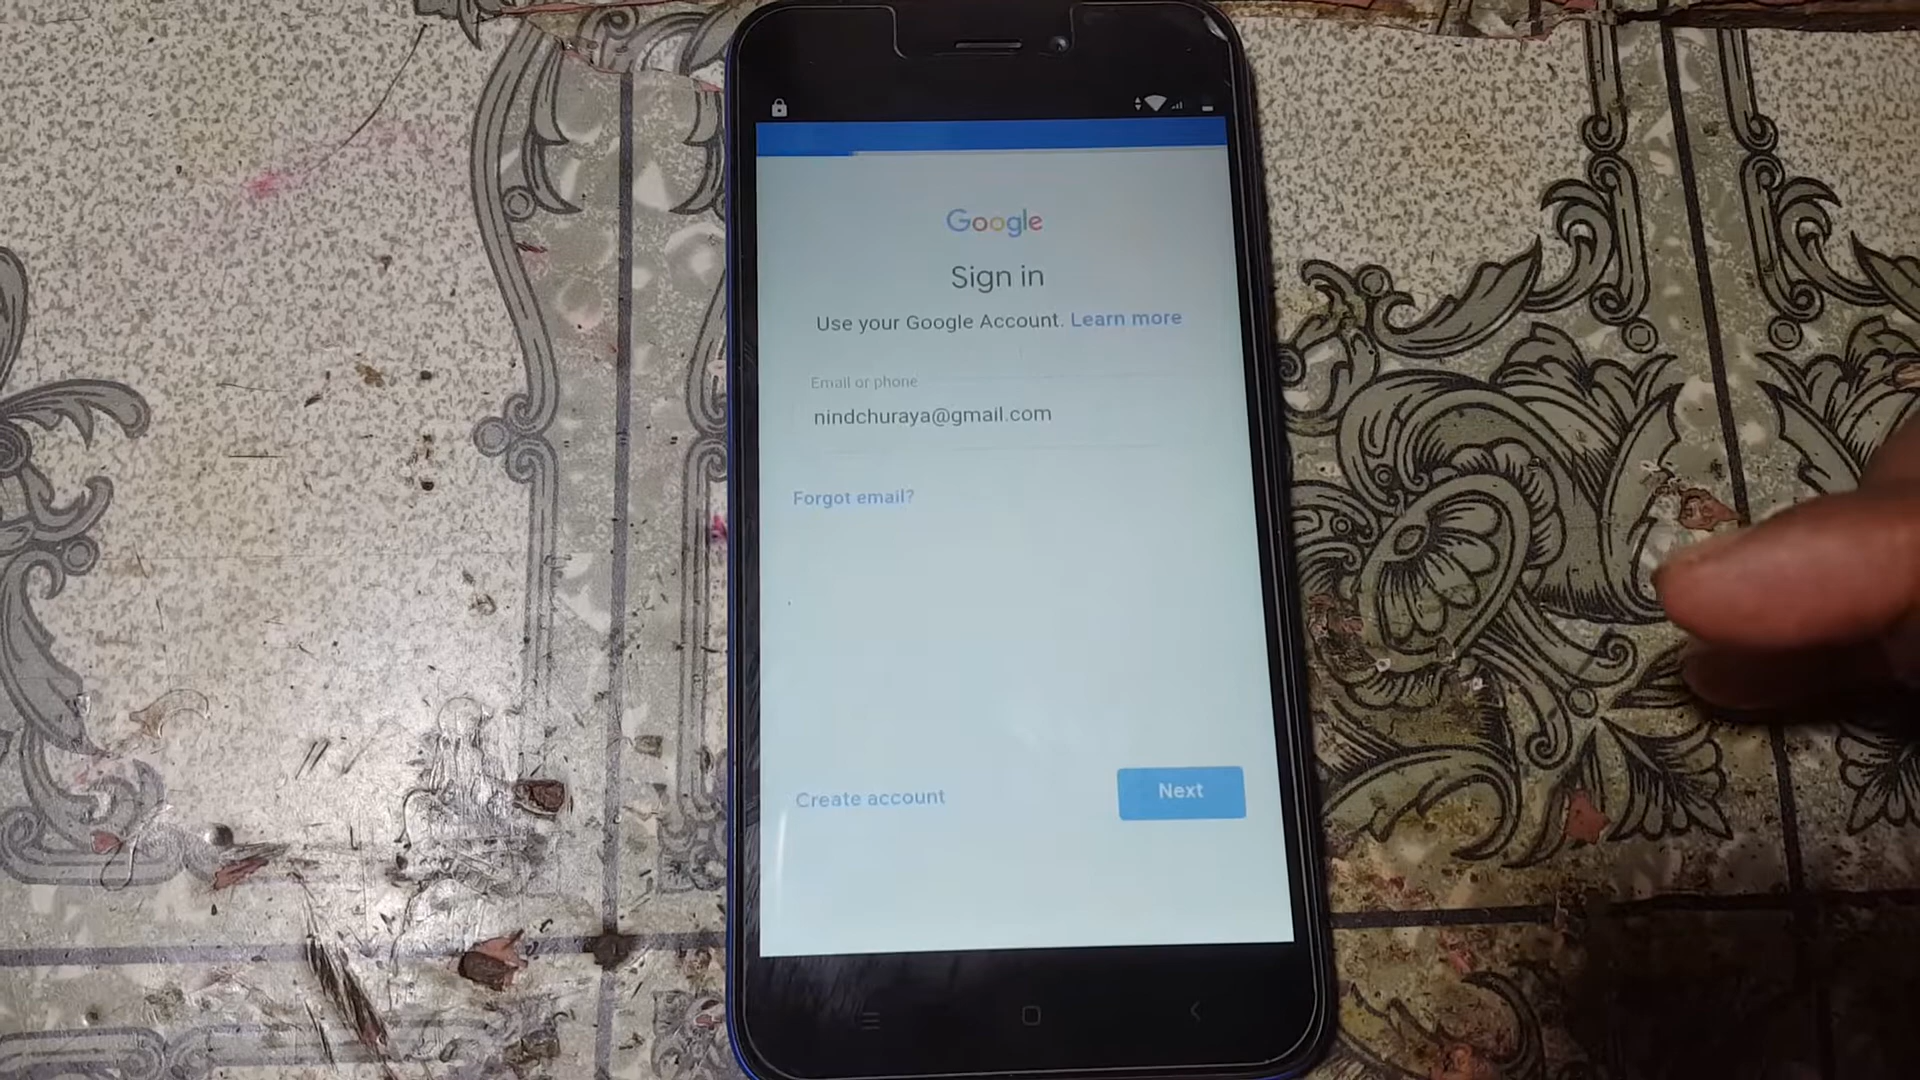 Google
Sign in
Use your Google Account. Learn more
Email or phone
nindchuraya@gmail.com
Forgot email?
Create account
Next